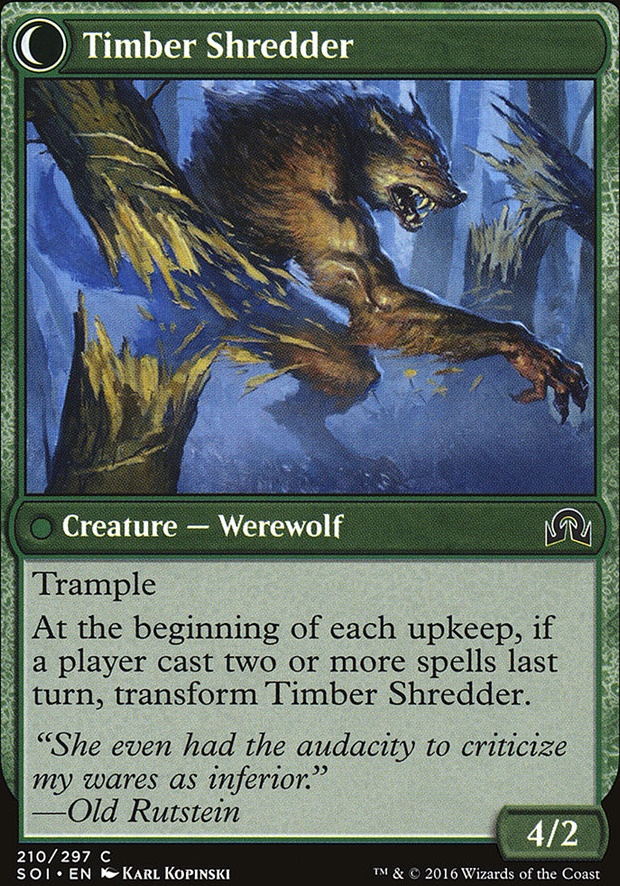 Timber Shredder
Creature — Werewolf
Trample
At the beginning of each upkeep, if
a player cast two or more spells last
turn, transform Timber Shredder.
“She even had the audacity to criticize
my wares as inferior.”
—Old Rutstein
4/2
210/297 C
SOI • EN Karl Kopinski
™ & © 2016 Wizards of the Coast